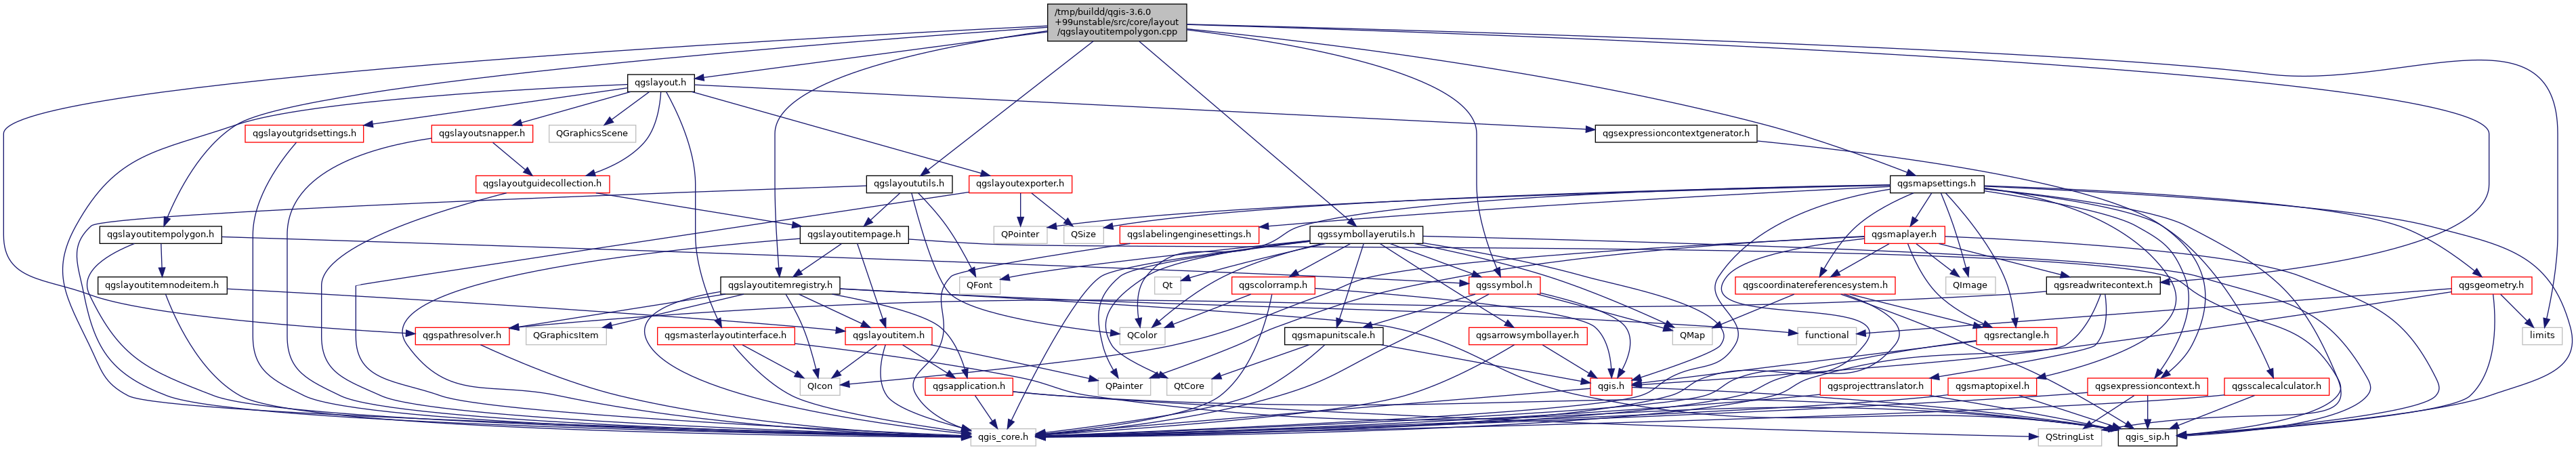 /tmp/buildd/qgis-3.6.0
+99unstable/src/core/layout
/qgslayoutitempolygon.cpp
qgslayout.h
qgslayoutgridsettings.h
qgslayoutsnapper.h
QGraphicsScene
qgsexpressioncontextgenerator.h
qgslayoutguidecollection.h
qgslayoututils.h
qgslayoutexporter.h
qgsmapsettings.h
qgslayoutitempolygon.h
qgslayoutitempage.h
QPointer
QSize
qgslabelingenginesettings.h
qgssymbollayerutils.h
qgsmaplayer.h
qgslayoutitemnodeitem.h
qgslayoutitemregistry.h
QFont
Qt
qgscolorramp.h
qgssymbol.h
qgscoordinatereferencesystem.h
QImage
qgsreadwritecontext.h
qgsgeometry.h
qgspathresolver.h
QGraphicsItem
qgsmasterlayoutinterface.h
qgslayoutitem.h
QColor
qgsmapunitscale.h
qgsarrowsymbollayer.h
QMap
functional
qgsrectangle.h
limits
QIcon
qgsapplication.h
QPainter
QtCore
qgis.h
qgsprojecttranslator.h
qgsmaptopixel.h
qgsexpressioncontext.h
qgsscalecalculator.h
qgis_core.h
QStringList
qgis_sip.h